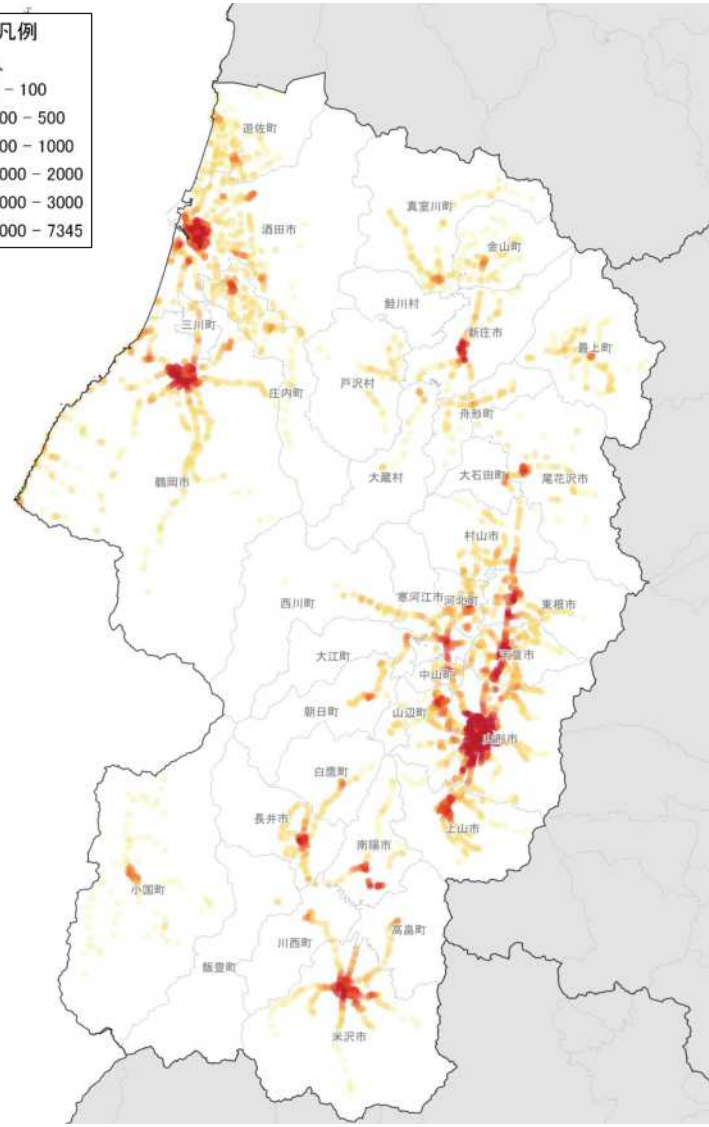 凡例
- 100
00 - 500
00 - 1000
000 - 2000
000 - 3000
000 - 7345
遊佐町
真室川町
酒田市
金山町
鮭川村
三川町
新庄市
最上町
戸沢村
庄内町
舟形町
大蔵村
大石田町
尾花沢市
鶴岡市
村山市
西川町
寒河江市
河北町
東根市
大江町
天童市
中山町
朝日町
山辺町
山形市
白鷹町
長井市
南陽市
上山市
小国町
川西町
高畠町
飯豊町
米沢市